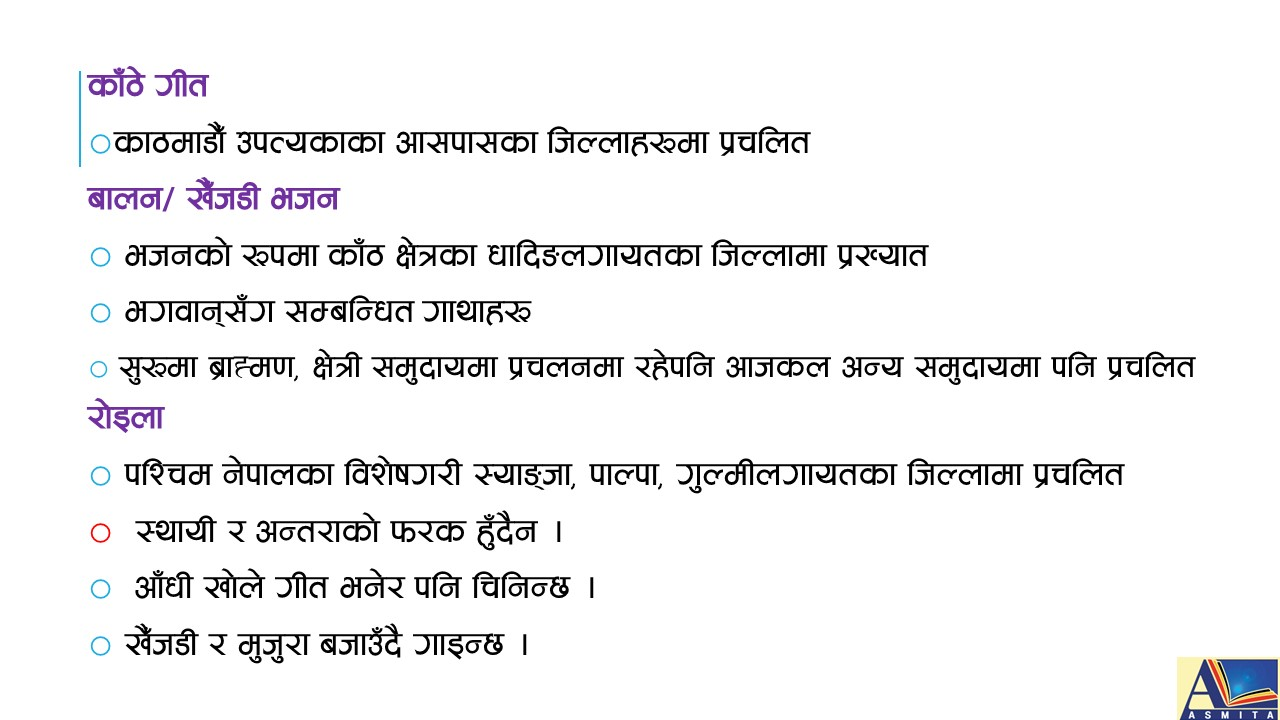 काँठे गीत
काठमाडौँ उपत्यकाका आसपासका जिल्लाहरुमा प्रचलित
बालन/ खैँजडी भजन
भजनको रुपमा काँठ क्षेत्रका धादिङलगायतका जिल्लामा प्रख्यात
भगवान्सँग सम्बन्धित गाथाहरु
सुरुमा ब्राह्मण, क्षेत्री समुदायमा प्रचलनमा रहेपनि आजकल अन्य समुदायमा पनि प्रचलित
रोइला
पश्चिम नेपालका विशेषगरी स्याङ्जा, पाल्पा, गुल्मीलगायतका जिल्लामा प्रचलित
स्थायी र अन्तराको फरक हुँदैन ।
आँधी खोले गीत भनेर पनि चिनिन्छ ।
खैँजडी र मुजुरा बजाउँदै गाइन्छ ।
ASMITA